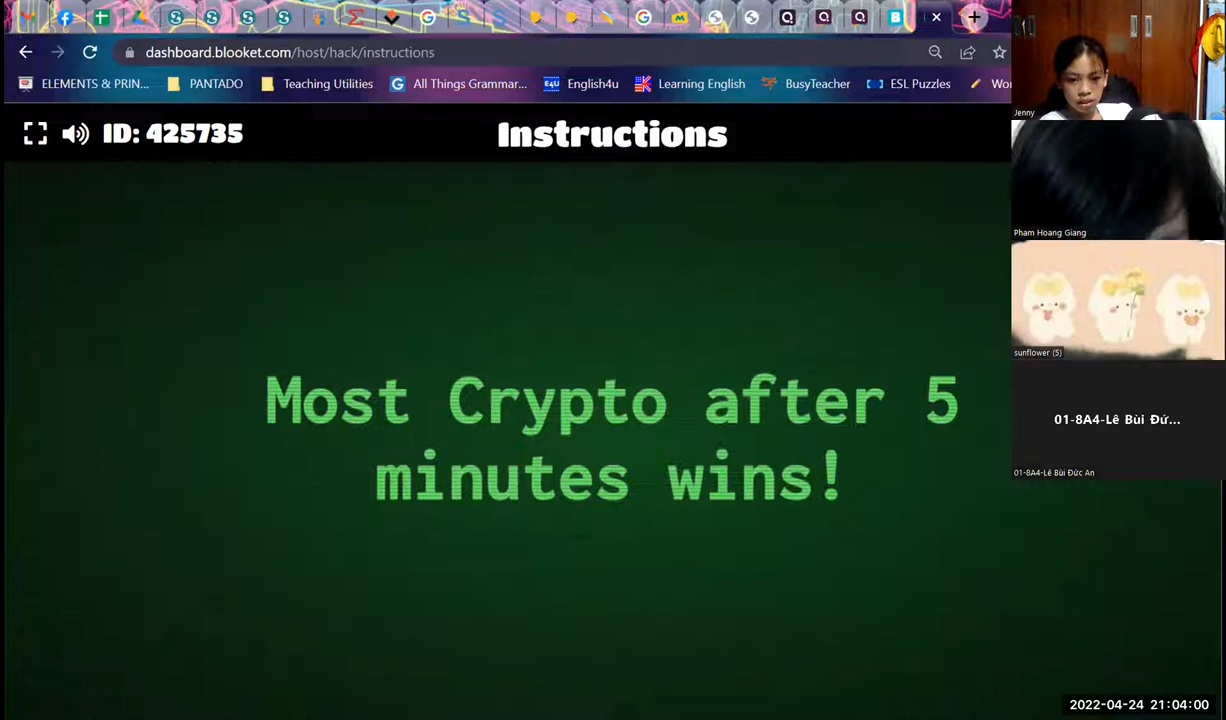 dashboard.blooket.com/host/hack/instructions
ELEMENTS & PRIN... PANTADO Teaching Utilities All Things Grammar... English4u Learning English BusyTeacher ESL Puzzles Wo
ID: 425735
Instructions
Most Crypto after 5
minutes wins!
Jenny
Pham Hoang Giang
sunflower (5)
01-8A4-Lê Bùi Đứ...
01-8A4-Lê Bùi Đức An
2022-04-24 21:04:00